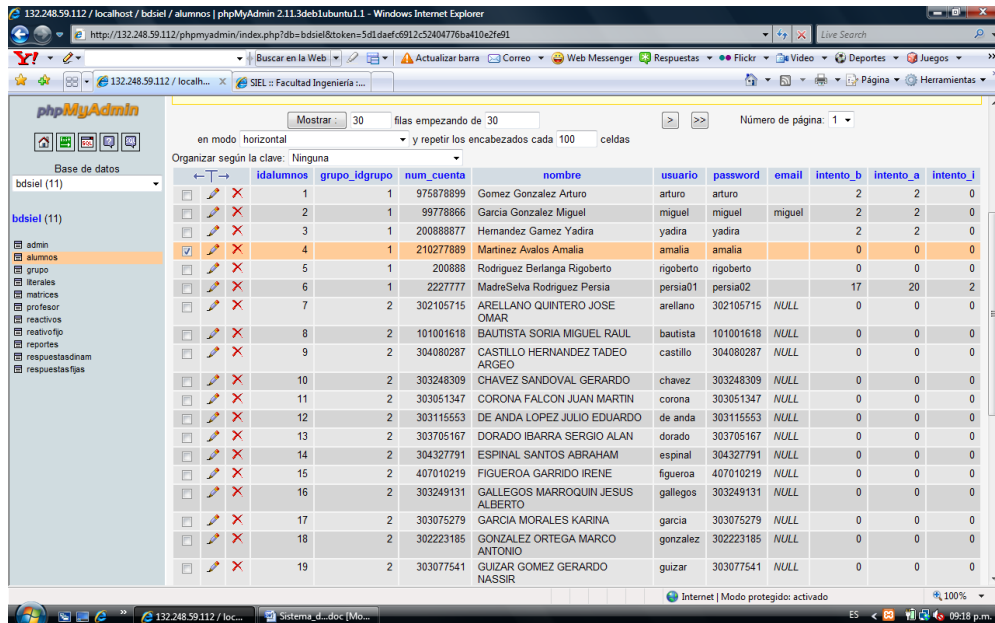 132.248.59.112 / localhost / bdsiel / alumnos | phpMyAdmin 2.11.3deb1ubuntu1.1 - Windows Internet Explorer
http://132.248.59.112/phpmyadmin/index.php?db=bdsiel&token=5d1daefc6912c52404776ba410e2fe91
Live Search
Y! Buscar en la Web Actualizar barra Correo Web Messenger Respuestas Flickr Video Deportes Juegos »
132.248.59.112 / localh... SIEL :: Facultad Ingeniería :... Página Herramientas
phpMyAdmin
Base de datos
bdsiel (11)
bdsiel (11)
admin
alumnos
grupo
literales
matrices
profesor
reactivos
reativofijo
reportes
respuestasdinam
respuestasfijas
Mostrar : 30 filas empezando de 30 > >> Número de página: 1
en modo horizontal y repetir los encabezados cada 100 celdas
Organizar según la clave: Ninguna
←T→ idalumnos grupo_idgrupo num_cuenta nombre usuario password email intento_b intento_a intento_i
1 1 975878899 Gomez Gonzalez Arturo arturo arturo 2 2 0
2 1 99778866 Garcia Gonzalez Miguel miguel miguel miguel 2 2 0
3 1 200888877 Hernandez Gamez Yadira yadira yadira 2 2 0
4 1 210277889 Martinez Avalos Amalia amalia amalia 0 0 0
5 1 200888 Rodriguez Berlanga Rigoberto rigoberto rigoberto 0 0 0
6 1 2227777 MadreSelva Rodriguez Persia persia01 persia02 17 20 2
7 2 302105715 ARELLANO QUINTERO JOSE OMAR arellano 302105715 NULL 0 0 0
8 2 101001618 BAUTISTA SORIA MIGUEL RAUL bautista 101001618 NULL 0 0 0
9 2 304080287 CASTILLO HERNANDEZ TADEO ARGEO castillo 304080287 NULL 0 0 0
10 2 303248309 CHAVEZ SANDOVAL GERARDO chavez 303248309 NULL 0 0 0
11 2 303051347 CORONA FALCON JUAN MARTIN corona 303051347 NULL 0 0 0
12 2 303115553 DE ANDA LOPEZ JULIO EDUARDO de anda 303115553 NULL 0 0 0
13 2 303705167 DORADO IBARRA SERGIO ALAN dorado 303705167 NULL 0 0 0
14 2 304327791 ESPINAL SANTOS ABRAHAM espinal 304327791 NULL 0 0 0
15 2 407010219 FIGUEROA GARRIDO IRENE figueroa 407010219 NULL 0 0 0
16 2 303249131 GALLEGOS MARROQUIN JESUS ALBERTO gallegos 303249131 NULL 0 0 0
17 2 303075279 GARCIA MORALES KARINA garcia 303075279 NULL 0 0 0
18 2 302223185 GONZALEZ ORTEGA MARCO ANTONIO gonzalez 302223185 NULL 0 0 0
19 2 303077541 GUIZAR GOMEZ GERARDO NASSIR guizar 303077541 NULL 0 0 0
Internet | Modo protegido: activado 100%
» 132.248.59.112 / loc... Sistema_d...doc [Mo... ES < 09:18 p.m.